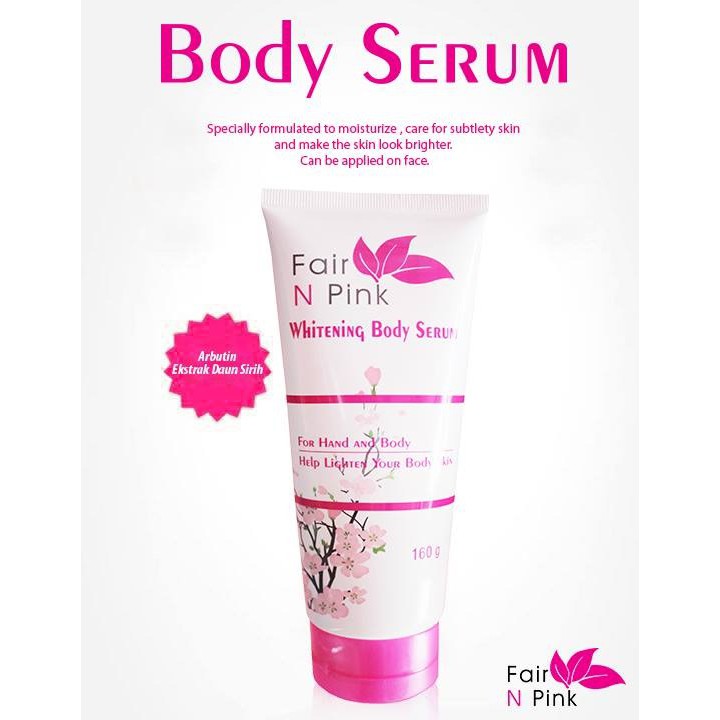 Body Serum
Specially formulated to moisturize , care for subtlety skin
and make the skin look brighter.
Can be applied on face.
Fair
N Pink
Whitening Body Serum
Arbutin
Ekstrak Daun Sirih
For Hand and Body
Help Lighten Your Body Skin
160 g
Fair
N Pink